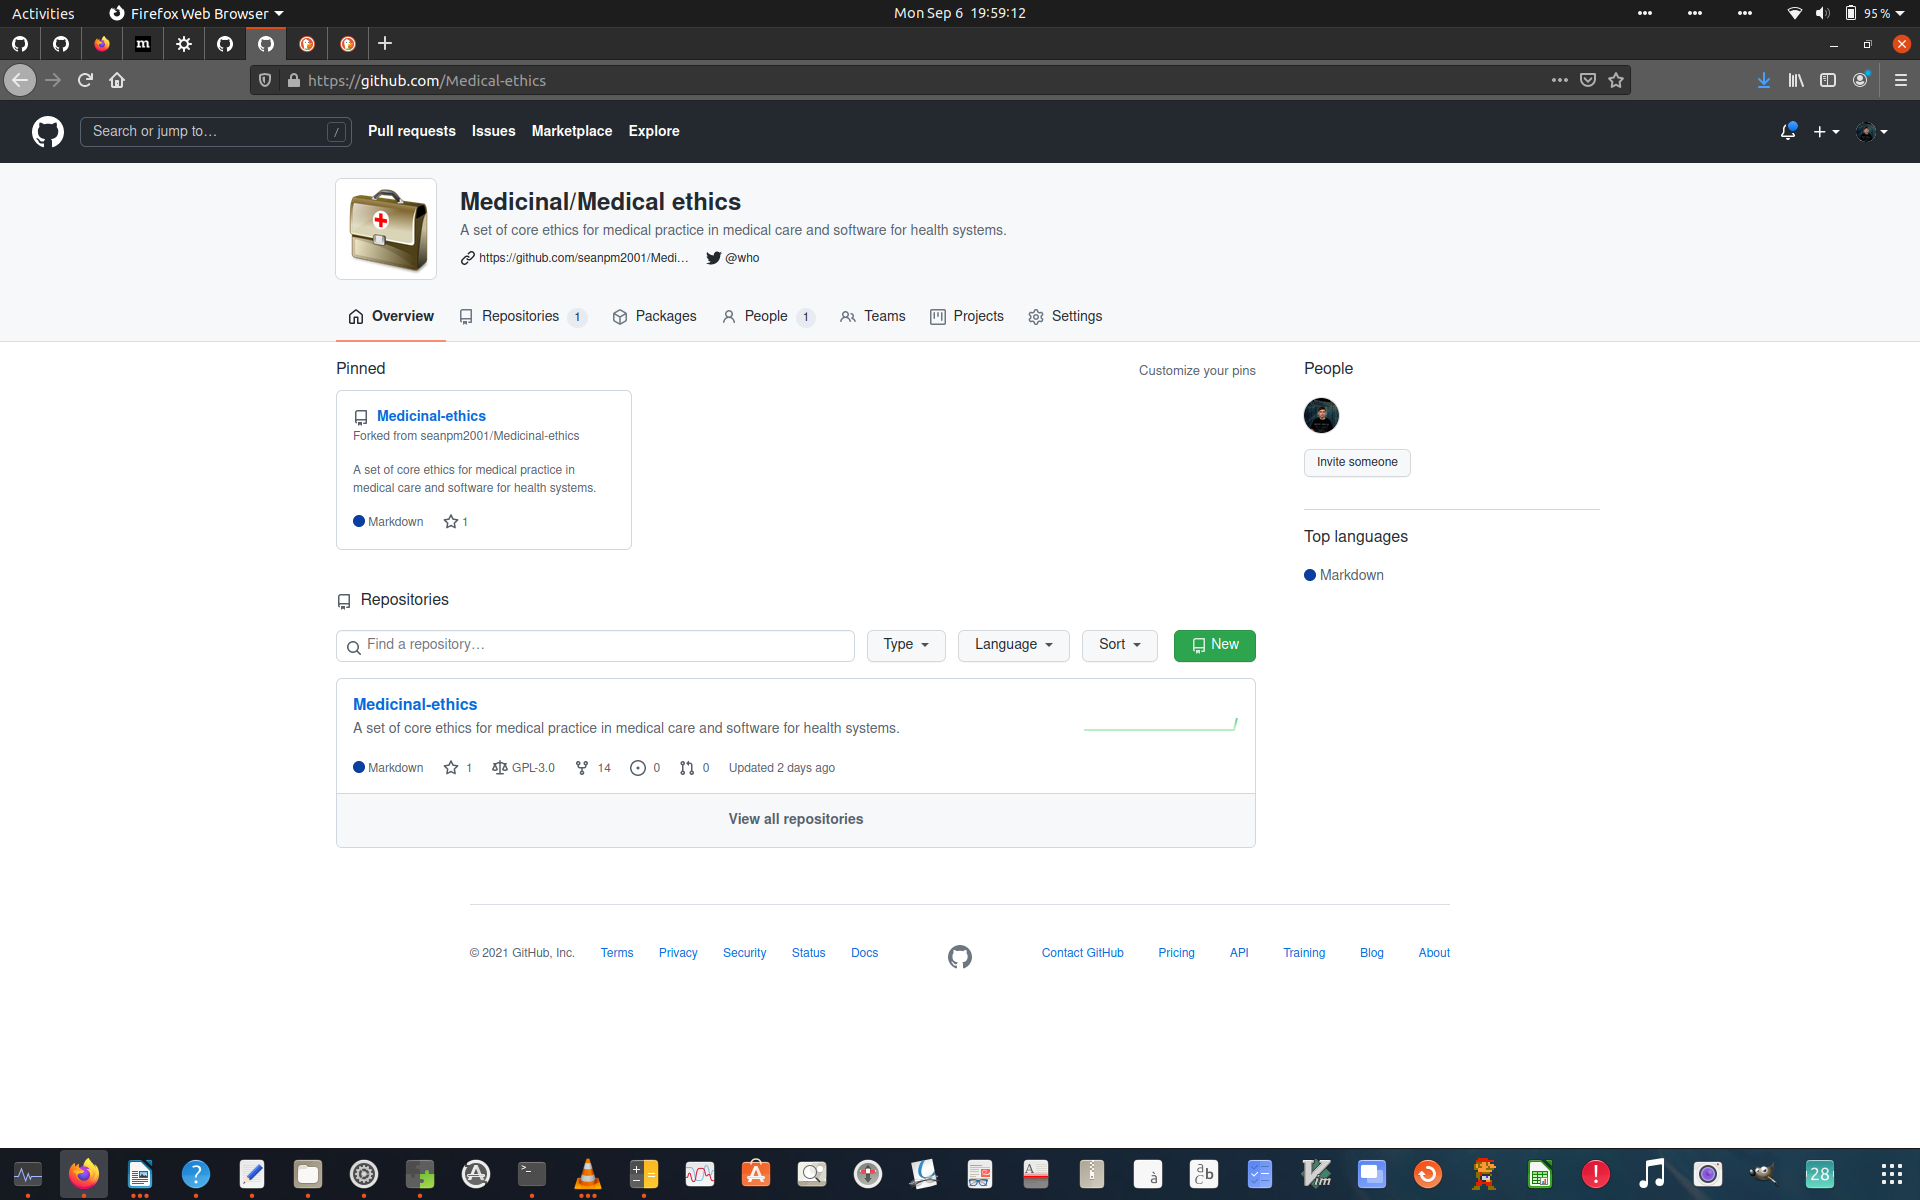 Activities
Firefox Web Browser
Mon Sep 6 19:59:12
95 %
m
https://github.com/Medical-ethics
Search or jump to…
/
Pull requests
Issues
Marketplace
Explore
Medicinal/Medical ethics
A set of core ethics for medical practice in medical care and software for health systems.
https://github.com/seanpm2001/Medi…
@who
Overview
Repositories 1
Packages
People 1
Teams
Projects
Settings
Pinned
Customize your pins
Medicinal-ethics
Forked from seanpm2001/Medicinal-ethics
A set of core ethics for medical practice in
medical care and software for health systems.
Markdown
1
People
Invite someone
Top languages
Markdown
Repositories
Find a repository…
Type
Language
Sort
New
Medicinal-ethics
A set of core ethics for medical practice in medical care and software for health systems.
Markdown
1
GPL-3.0
14
0
0
Updated 2 days ago
View all repositories
© 2021 GitHub, Inc.
Terms
Privacy
Security
Status
Docs
Contact GitHub
Pricing
API
Training
Blog
About
28